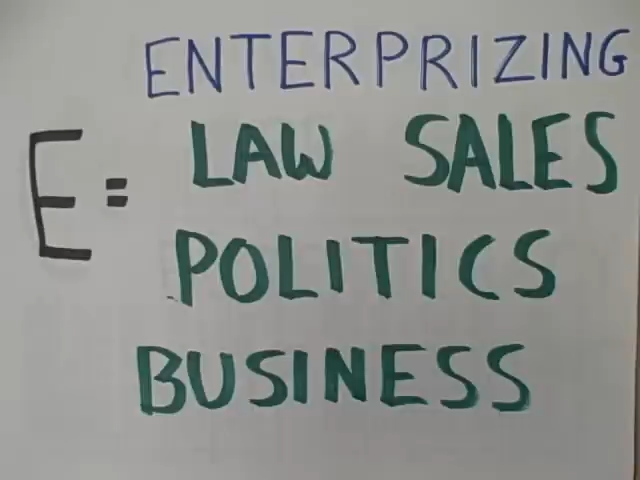 ENTERPRIZING
E = LAW SALES
POLITICS
BUSINESS